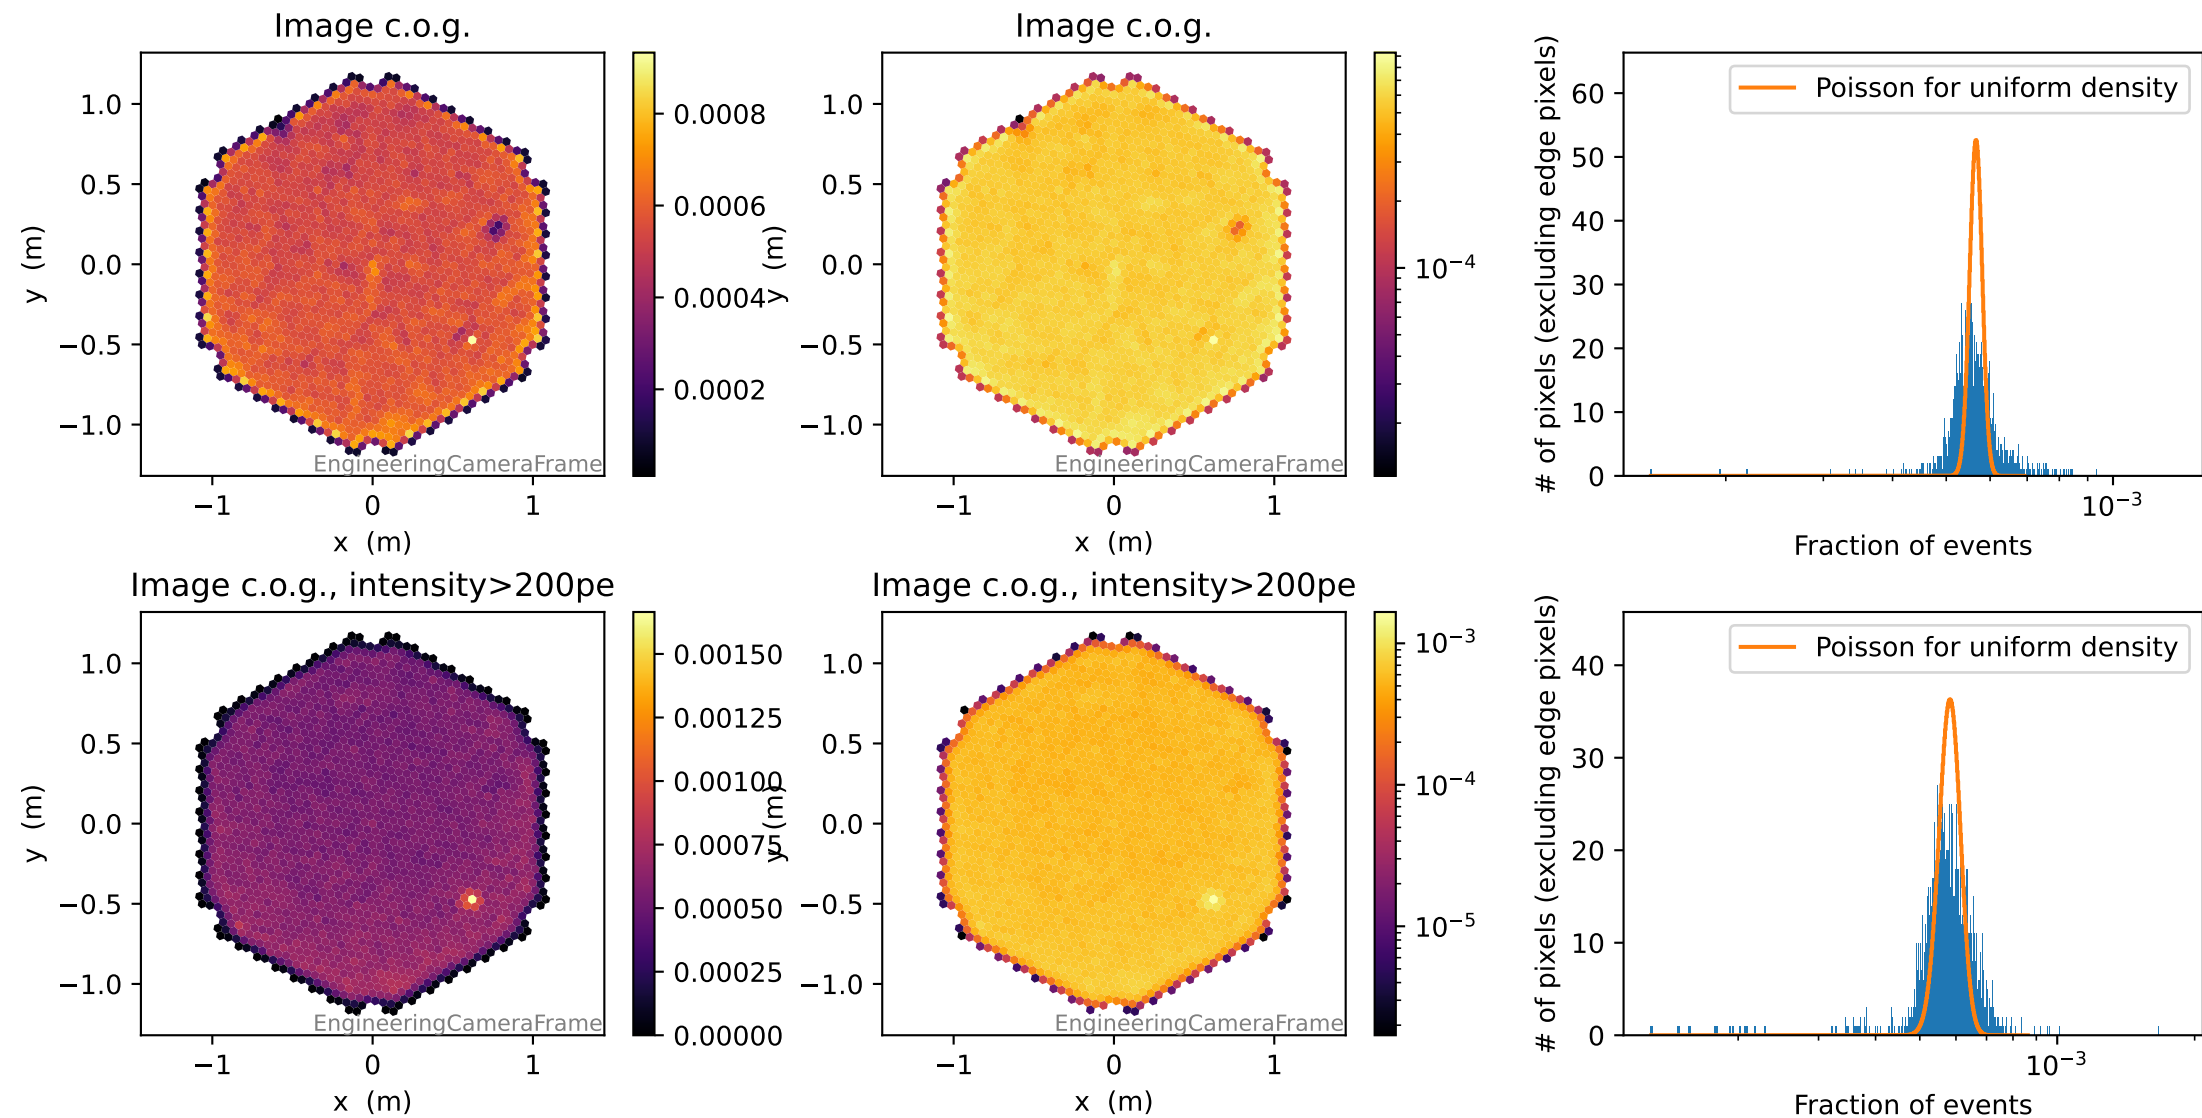 Image c.o.g.
1.0
0.5
0.0
−0.5
−1.0
−1
0
1
x (m)
y (m)
EngineeringCameraFrame
0.0008
0.0006
0.0004
0.0002
Image c.o.g.
1.0
0.5
0.0
−0.5
−1.0
−1
0
1
x (m)
y (m)
EngineeringCameraFrame
10−4
Poisson for uniform density
60
50
40
30
20
10
0
10−3
# of pixels (excluding edge pixels)
Fraction of events
Image c.o.g., intensity>200pe
1.0
0.5
0.0
−0.5
−1.0
−1
0
1
x (m)
y (m)
EngineeringCameraFrame
0.00150
0.00125
0.00100
0.00075
0.00050
0.00025
0.00000
Image c.o.g., intensity>200pe
1.0
0.5
0.0
−0.5
−1.0
−1
0
1
x (m)
y (m)
EngineeringCameraFrame
10−3
10−4
10−5
Poisson for uniform density
40
30
20
10
0
10−3
# of pixels (excluding edge pixels)
Fraction of events